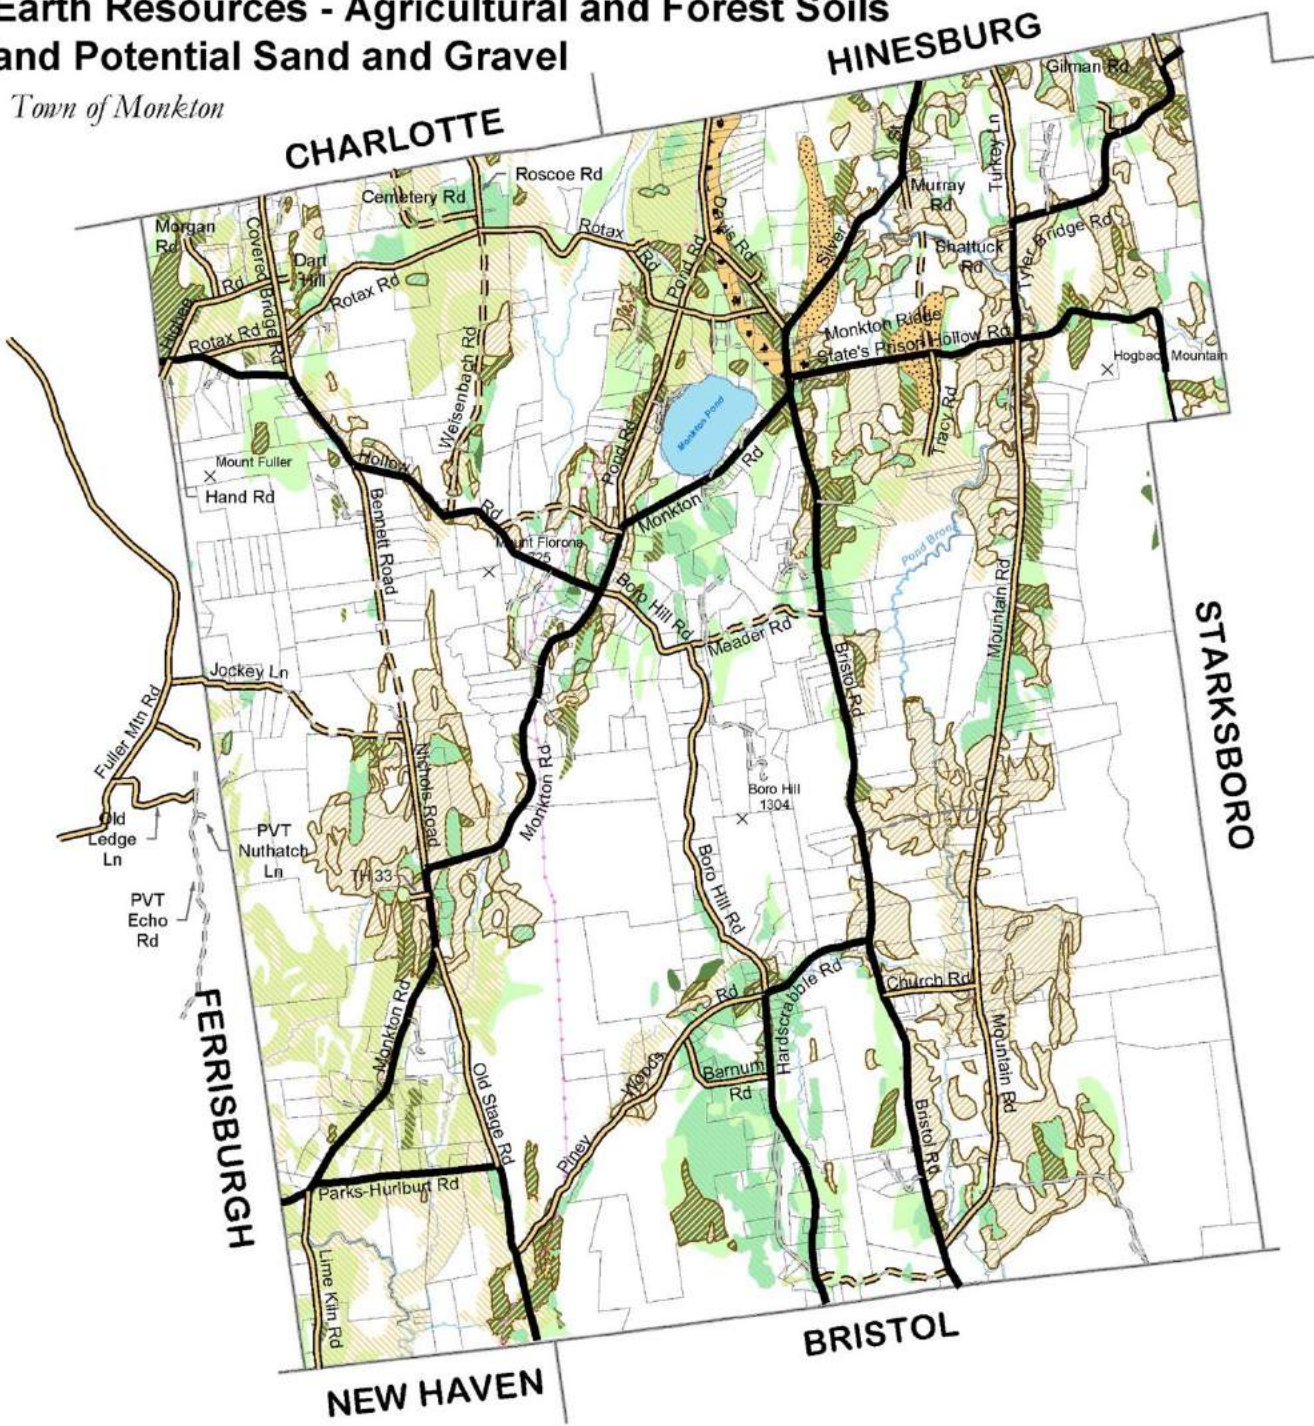 Earth Resources - Agricultural and Forest Soils
and Potential Sand and Gravel
Town of Monkton
HINESBURG
CHARLOTTE
Gilman Rd
Roscoe Rd
Cemetery Rd
Turkey Ln
Murray
Rd
Morgan
Rd
Covered
Bridge Rd
Dart
Hill
Rd
Rotax
Rd
Pond Rd
Davis Rd
Silver
Shattuck
Rd
Tyler Bridge Rd
Rotax Rd
Rotax Rd
Monkton Ridge
State's Prison Hollow Rd
Hogback Mountain
Weisenbach Rd
Monkton Pond
Tracy Rd
Mount Fuller
Hand Rd
Hollow
Rd
Pond Rd
Monkton
Rd
Bennett Road
Mount Florona
725
Pond Brook
Boro Hill Rd
Meader Rd
Mountain Rd
Bristol Rd
STARKSBORO
Jockey Ln
Fuller Mtn Rd
Nichols Road
Monkton Rd
Boro Hill
1304
Old
Ledge
Ln
PVT
Nuthatch
Ln
PVT
Echo
Rd
TH 33
Boro Hill Rd
Hardscrabble Rd
Church Rd
FERRISBURGH
Monkton Rd
Old Stage Rd
Piney
Woods
Rd
Barnum
Rd
Mountain Rd
Bristol Rd
Parks-Hurlburt Rd
Lime Kiln Rd
BRISTOL
NEW HAVEN